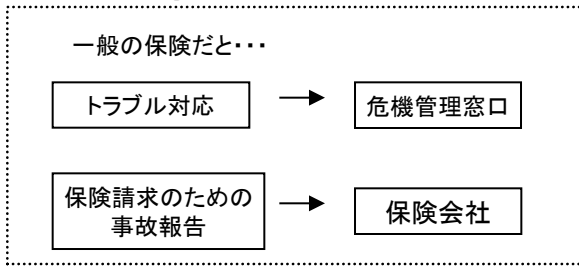 一般の保険だと・・・
トラブル対応
危機管理窓口
保険請求のための
事故報告
保険会社